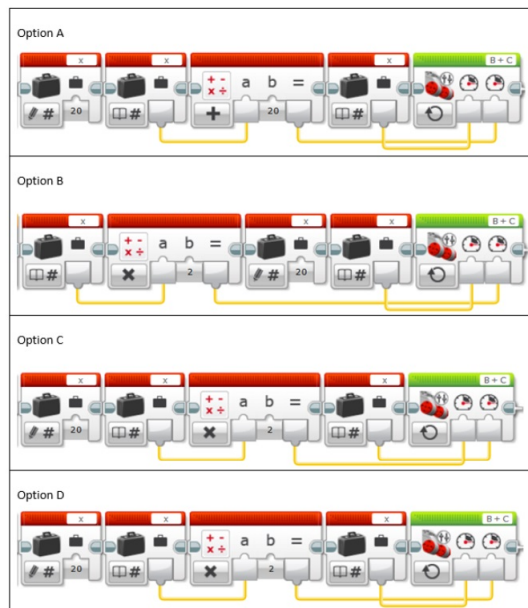 Option A
x x x B + C
+ - x ÷ a b =
# 20 # + 20 #
Option B
x x x B + C
+ - x ÷ a b =
# × 2 # 20 #
Option C
x x x B + C
+ - x ÷ a b =
# 20 # × 2 #
Option D
x x x B + C
+ - x ÷ a b =
# 20 # × 2 #